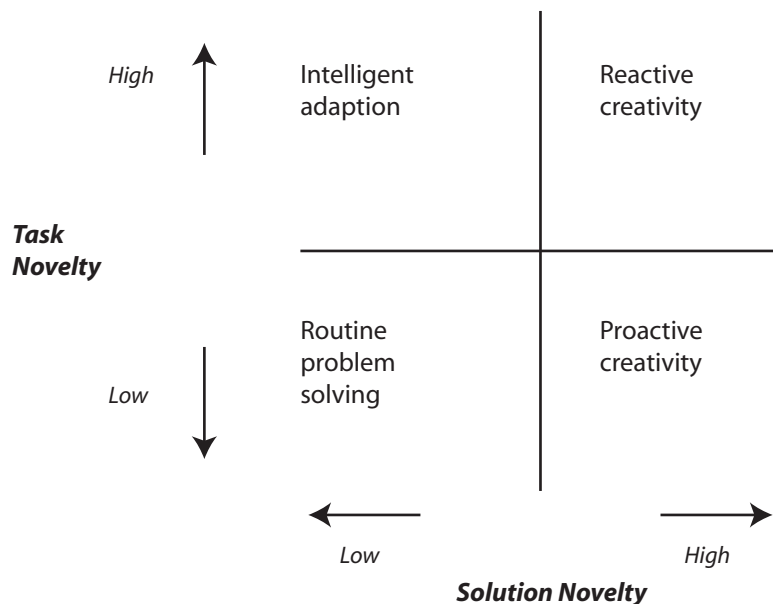 High
Intelligent
adaption
Reactive
creativity
Task
Novelty
Routine
problem
solving
Proactive
creativity
Low
Low
High
Solution Novelty